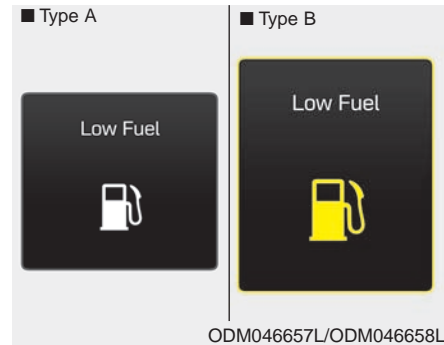 ■ Type A
Low Fuel
■ Type B
Low Fuel
ODM046657L/ODM046658L